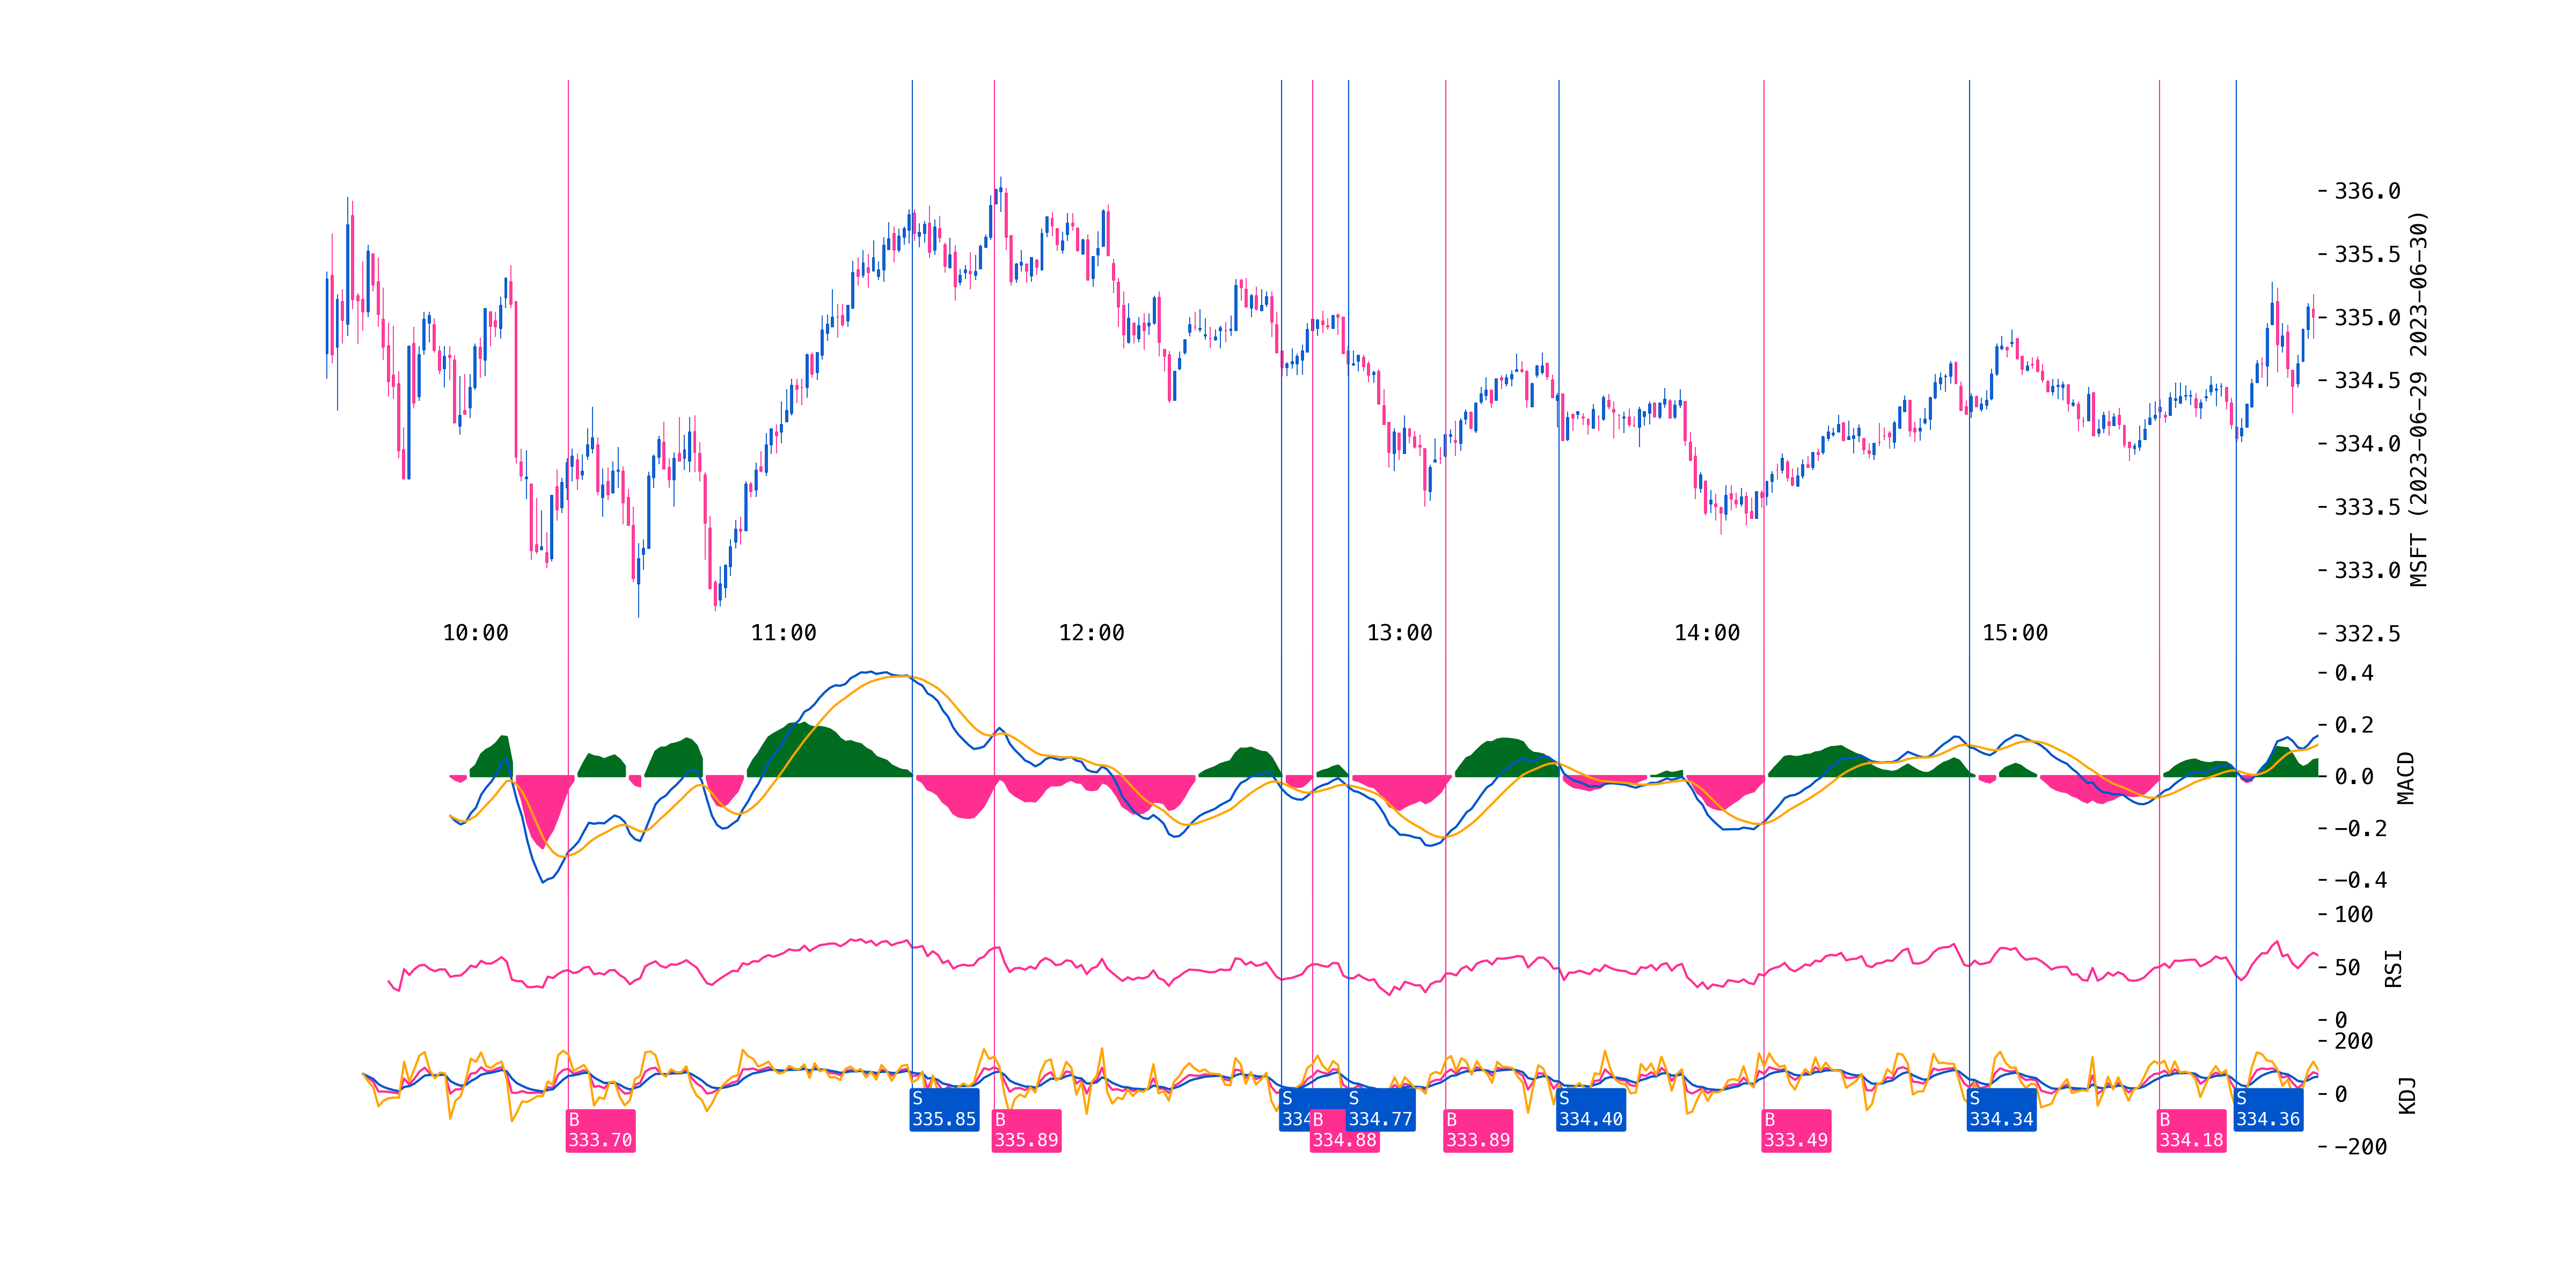 336.0
335.5
335.0
334.5
334.0
333.5
333.0
332.5
MSFT (2023-06-29 2023-06-30)
10:00 11:00 12:00 13:00 14:00 15:00
0.4
0.2
0.0
−0.2
−0.4
MACD
100
50
0
RSI
200
0
−200
KDJ
B
333.70
S
335.85
B
335.89
S
334
B
334.88
S
334.77
B
333.89
S
334.40
B
333.49
S
334.34
B
334.18
S
334.36